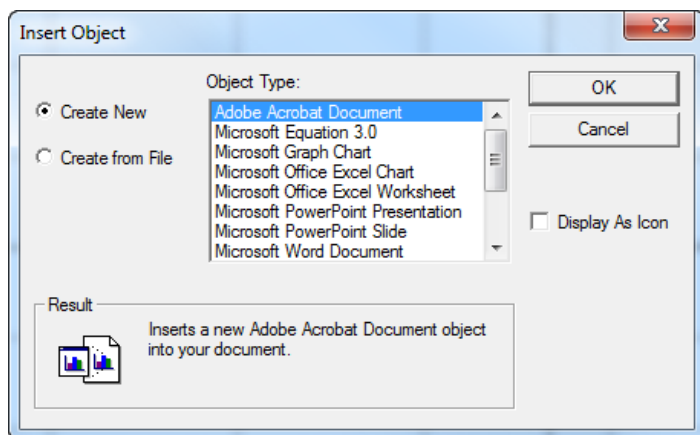 Insert Object
Object Type:
Create New
Create from File
Adobe Acrobat Document
Microsoft Equation 3.0
Microsoft Graph Chart
Microsoft Office Excel Chart
Microsoft Office Excel Worksheet
Microsoft PowerPoint Presentation
Microsoft PowerPoint Slide
Microsoft Word Document
OK
Cancel
Display As Icon
Result
Inserts a new Adobe Acrobat Document object
into your document.